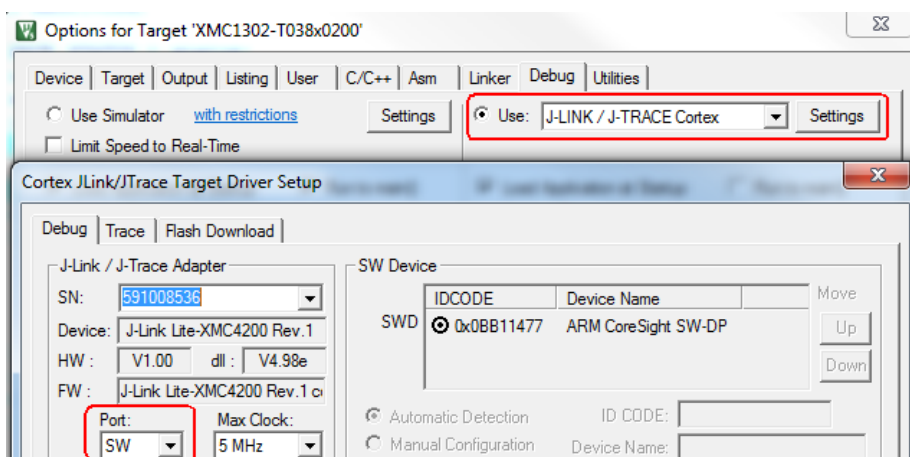 Options for Target 'XMC1302-T038x0200'
Device Target Output Listing User C/C++ Asm Linker Debug Utilities
Use Simulator with restrictions Settings Use: J-LINK / J-TRACE Cortex Settings
Limit Speed to Real-Time
Cortex JLink/JTrace Target Driver Setup
Debug Trace Flash Download
J-Link / J-Trace Adapter SW Device
SN: 591008536 IDCODE Device Name Move
SWD 0x0BB11477 ARM CoreSight SW-DP Up
Device: J-Link Lite-XMC4200 Rev.1
HW : V1.00 dll : V4.98e Down
FW : J-Link Lite-XMC4200 Rev.1
Port: Max Clock: Automatic Detection ID CODE:
SW 5 MHz Manual Configuration Device Name: